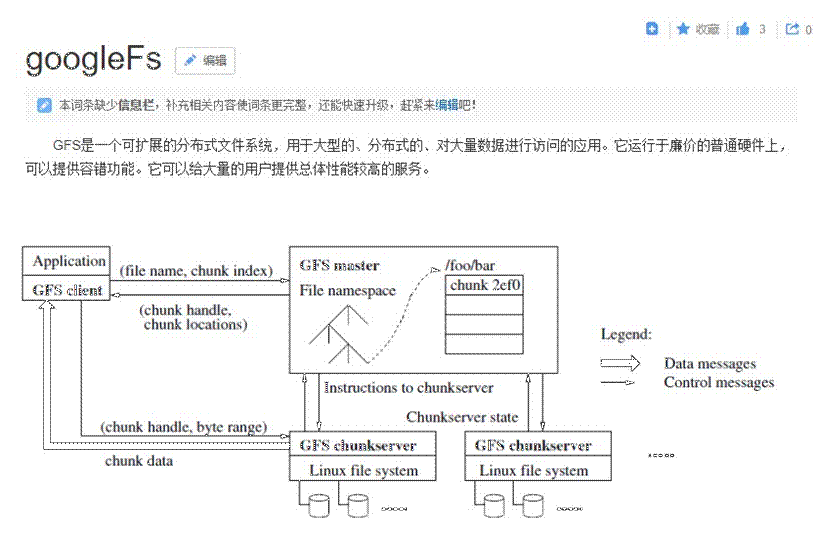 收藏 3 0
googleFs 编辑
本词条缺少信息栏，补充相关内容使词条更完整，还能快速升级，赶紧来编辑吧！
GFS是一个可扩展的分布式文件系统，用于大型的、分布式的、对大量数据进行访问的应用。它运行于廉价的普通硬件上，
可以提供容错功能。它可以给大量的用户提供总体性能较高的服务。
Application
GFS client
(file name, chunk index)
(chunk handle,
chunk locations)
GFS master
File namespace
/foo/bar
chunk 2ef0
Legend:
Data messages
Control messages
Instructions to chunkserver
Chunkserver state
(chunk handle, byte range)
chunk data
GFS chunkserver
Linux file system
GFS chunkserver
Linux file system